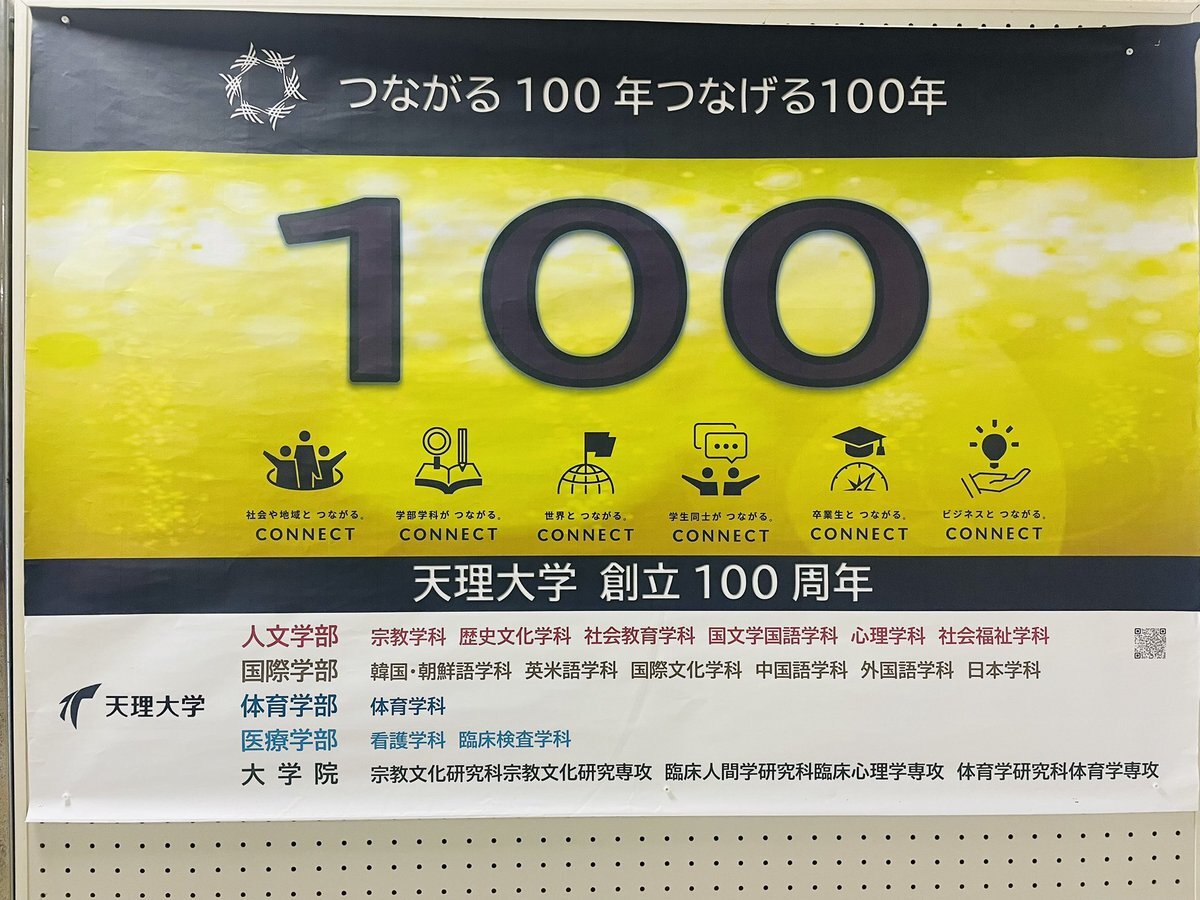 つながる 100 年つなげる100年
100
社会や地域と つながる。
CONNECT
学部学科が つながる。
CONNECT
世界と つながる。
CONNECT
学生同士が つながる。
CONNECT
卒業生と つながる。
CONNECT
ビジネスと つながる。
CONNECT
天理大学 創立 100 周年
天理大学
人文学部 宗教学科 歴史文化学科 社会教育学科 国文学国語学科 心理学科 社会福祉学科
国際学部 韓国・朝鮮語学科 英米語学科 国際文化学科 中国語学科 外国語学科 日本学科
体育学部 体育学科
医療学部 看護学科 臨床検査学科
大学院 宗教文化研究科宗教文化研究専攻 臨床人間学研究科臨床心理学専攻 体育学研究科体育学専攻